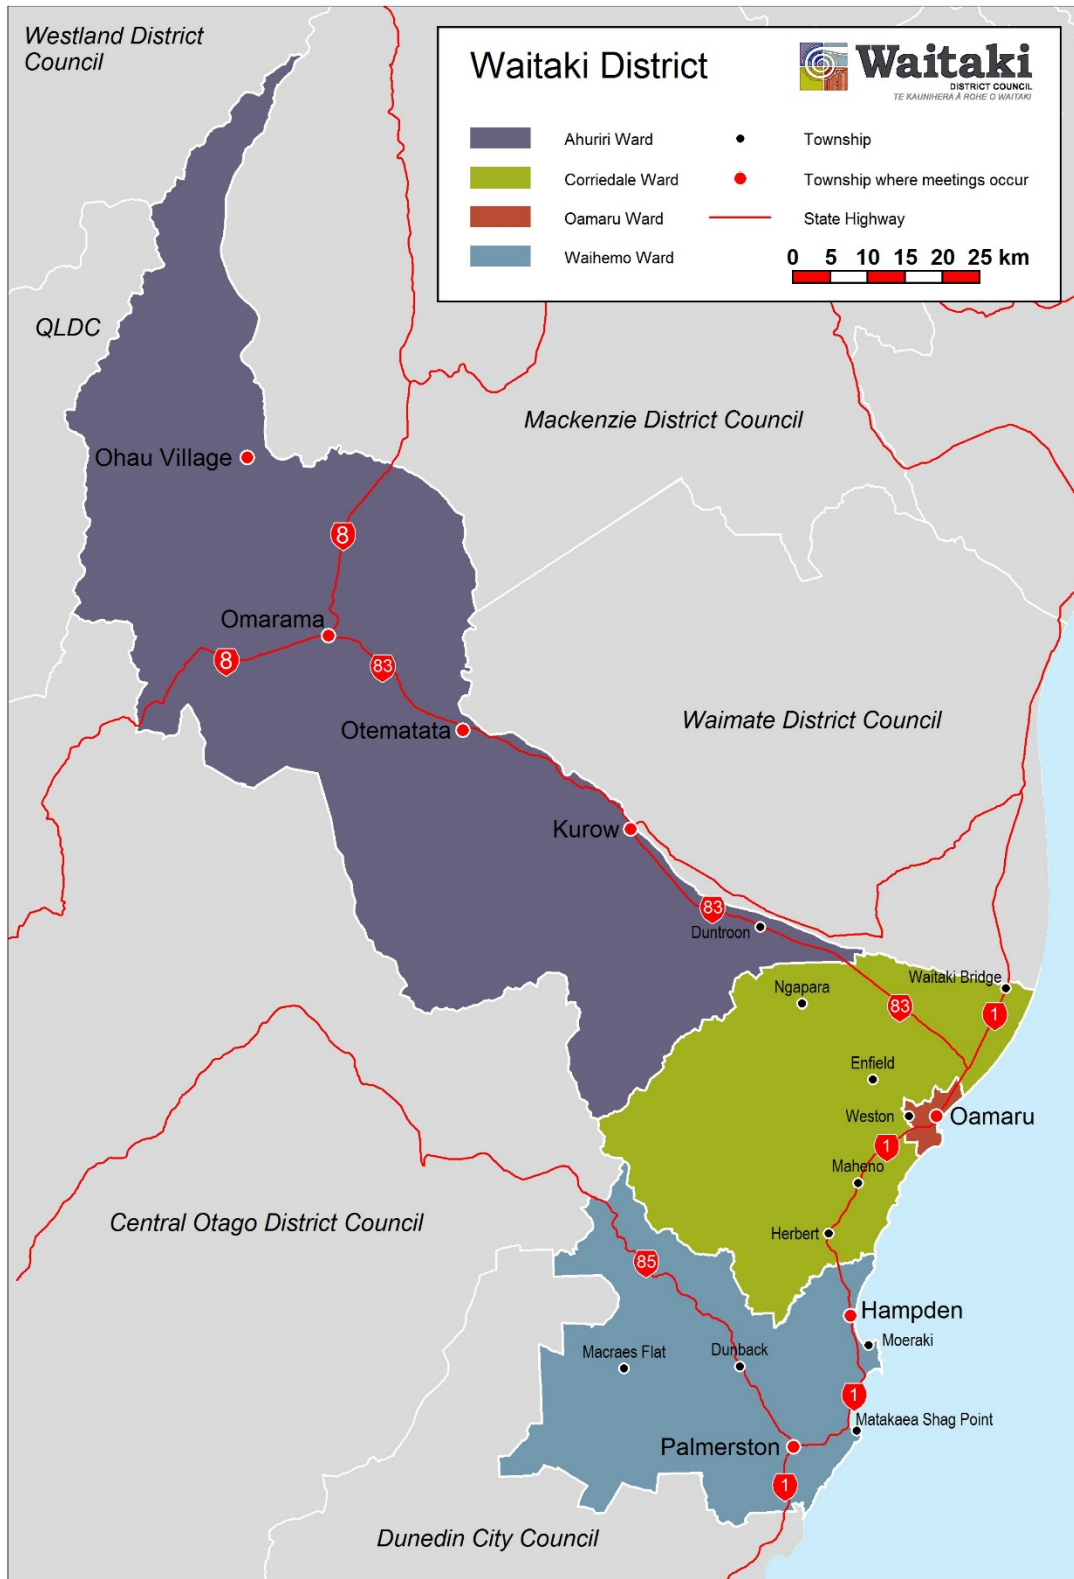 Westland District
Council
Waitaki District
Waitaki
DISTRICT COUNCIL
TE KAUNIHERA Ā ROHE O WAITAKI
Ahuriri Ward
Township
Corriedale Ward
Township where meetings occur
Oamaru Ward
State Highway
Waihemo Ward
0 5 10 15 20 25 km
QLDC
Mackenzie District Council
Ohau Village
8
Omarama
8
83
Waimate District Council
Otematata
Kurow
83
Duntroon
Waitaki Bridge
Ngapara
83
1
Enfield
Weston
Oamaru
1
Maheno
Central Otago District Council
Herbert
85
Hampden
Moeraki
Macraes Flat
Dunback
1
Matakaea Shag Point
Palmerston
1
Dunedin City Council